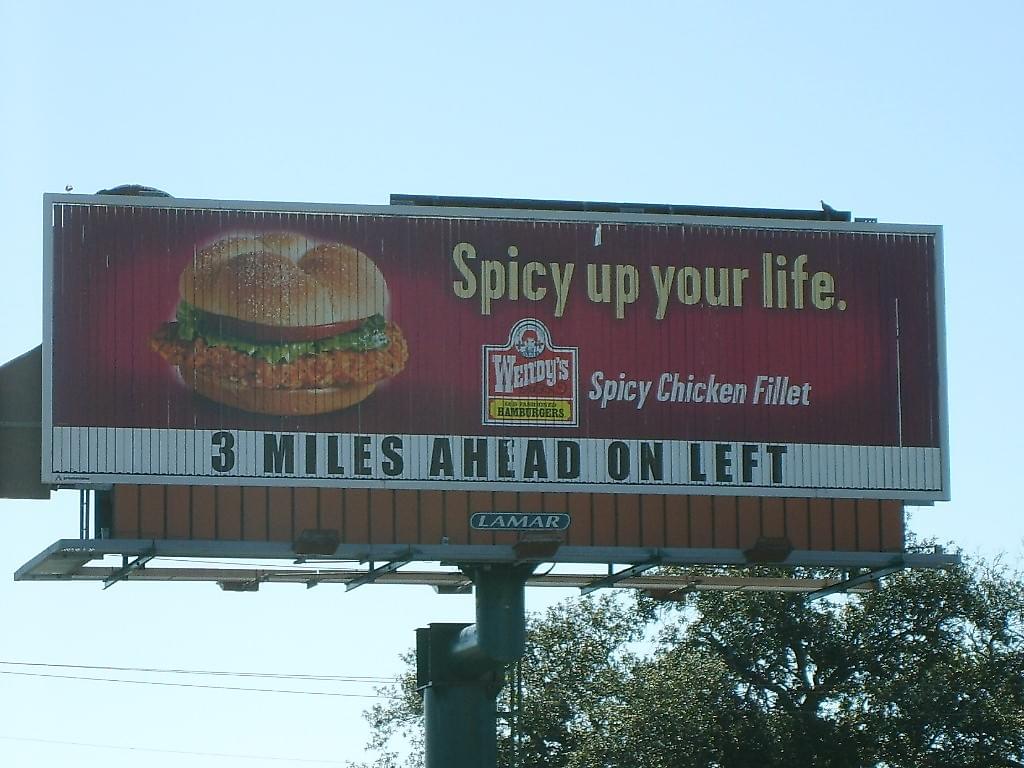 Spicy up your life.
WENDY'S
OLD FASHIONED
HAMBURGERS
Spicy Chicken Fillet
3 MILES AHEAD ON LEFT
LAMAR